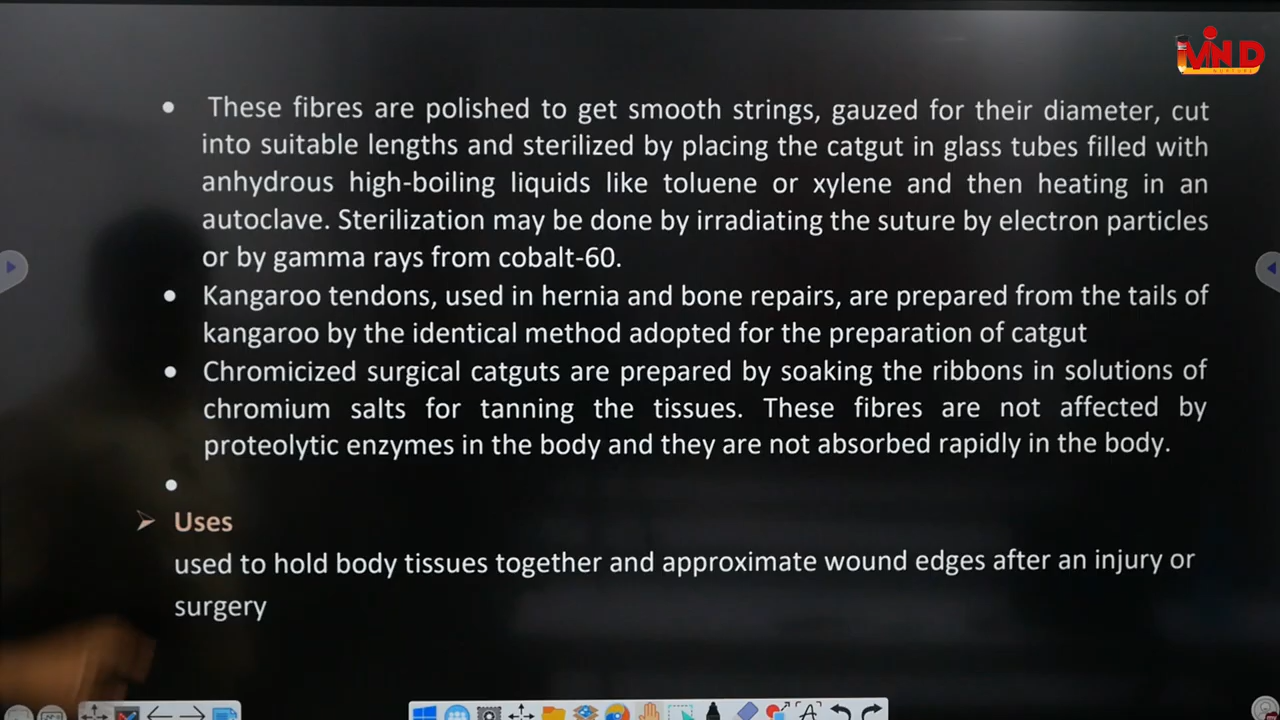 MIND
• These fibres are polished to get smooth strings, gauzed for their diameter, cut
into suitable lengths and sterilized by placing the catgut in glass tubes filled with
anhydrous high-boiling liquids like toluene or xylene and then heating in an
autoclave. Sterilization may be done by irradiating the suture by electron particles
or by gamma rays from cobalt-60.
• Kangaroo tendons, used in hernia and bone repairs, are prepared from the tails of
kangaroo by the identical method adopted for the preparation of catgut
• Chromicized surgical catguts are prepared by soaking the ribbons in solutions of
chromium salts for tanning the tissues. These fibres are not affected by
proteolytic enzymes in the body and they are not absorbed rapidly in the body.
•
➢ Uses
used to hold body tissues together and approximate wound edges after an injury or
surgery